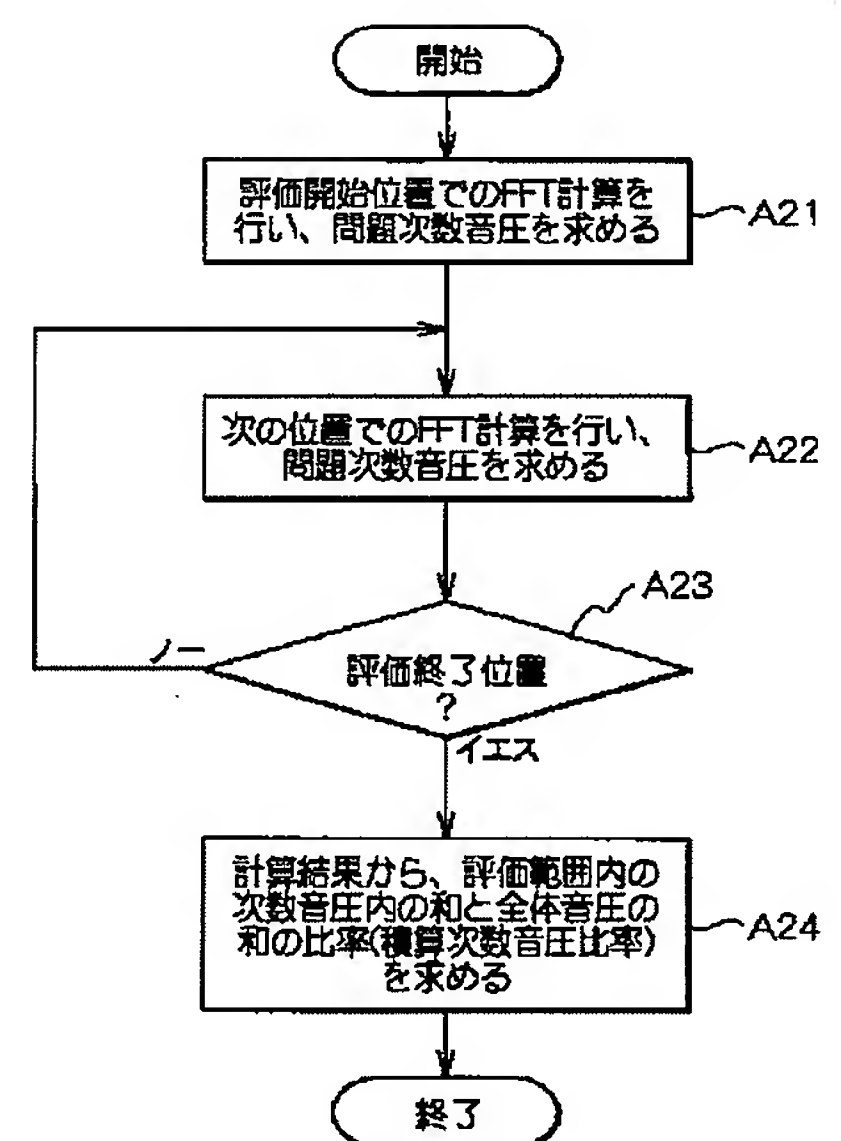 開始
評価開始位置でのFFT計算を
行い、問題次数音圧を求める
A21
次の位置でのFFT計算を行い、
問題次数音圧を求める
A22
A23
ノー
評価終了位置
?
イエス
計算結果から、評価範囲内の
次数音圧内の和と全体音圧の
和の比率(積算次数音圧比率)
を求める
A24
終了